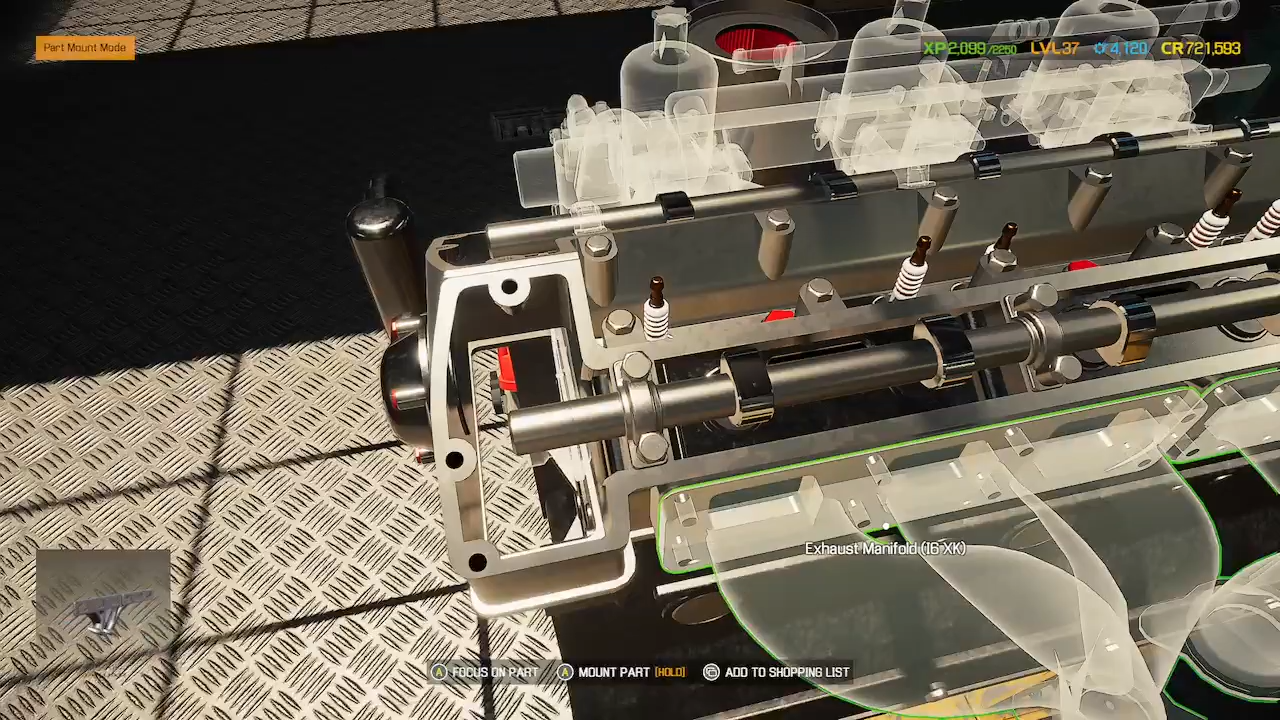 Part Mount Mode
XP 2,099/2250 LVL37 4,120 CR 721,593
Exhaust Manifold (I6 XK)
FOCUS ON PART MOUNT PART [HOLD] ADD TO SHOPPING LIST